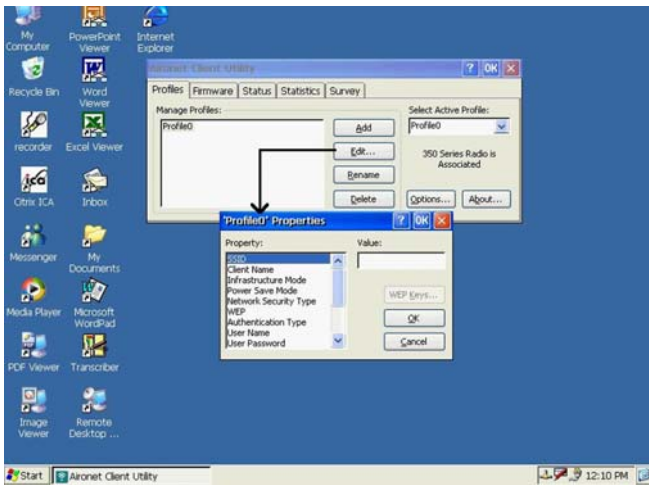 My Computer
PowerPoint Viewer
Internet Explorer
Recycle Bin
Word Viewer
recorder
Excel Viewer
Citrix ICA
Inbox
Messenger
My Documents
Media Player
Microsoft WordPad
PDF Viewer
Transcriber
Image Viewer
Remote Desktop ...
Aironet Client Utility
? OK X
Profiles Firmware Status Statistics Survey
Manage Profiles:
Profile0
Add
Edit...
Rename
Delete
Select Active Profile:
Profile0
350 Series Radio is
Associated
Options... About...
'Profile0' Properties
? OK X
Property:
SSID
Client Name
Infrastructure Mode
Power Save Mode
Network Security Type
WEP
Authentication Type
User Name
User Password
Value:
WEP Keys...
OK
Cancel
Start
Aironet Client Utility
12:10 PM